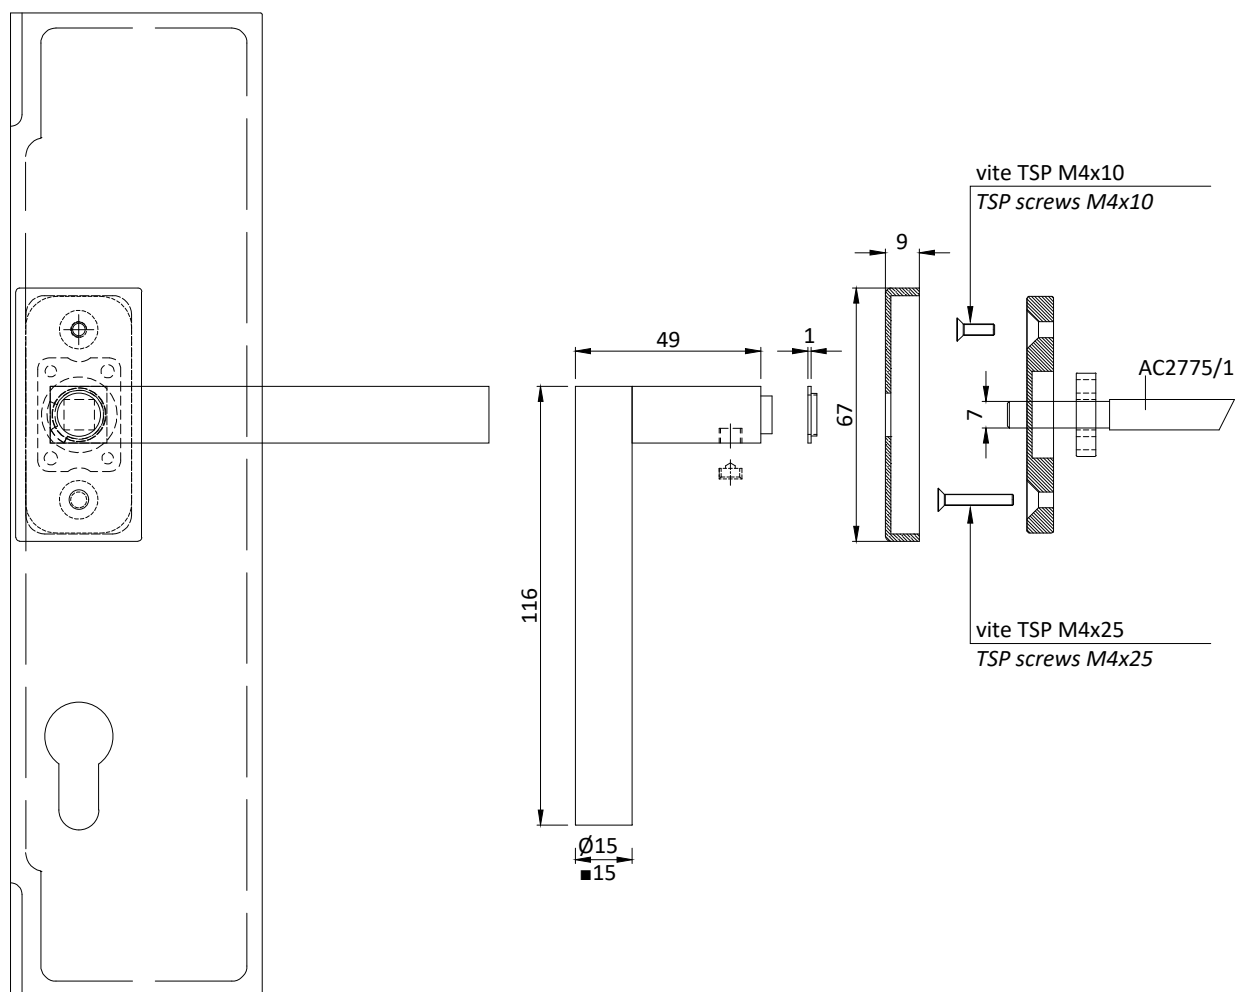 vite TSP M4x10
TSP screws M4x10
9
49
1
AC2775/1
67
7
116
vite TSP M4x25
TSP screws M4x25
Ø15
■15